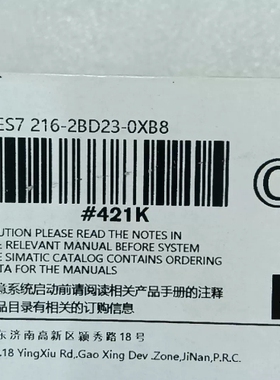 ES7 216-2BD23-0XB8
#421K
CAUTION PLEASE READ THE NOTES IN
RELEVANT MANUAL BEFORE SYSTEM
SIMATIC CATALOG CONTAINS ORDERING
FOR THE MANUALS
意系统启动前请阅读相关产品手册的注释
品目录有相关的订购信息
东济南高新区颖秀路18号
.18 YingXiu Rd,Gao Xing Dev .Zone,JiNan,P.R.C.